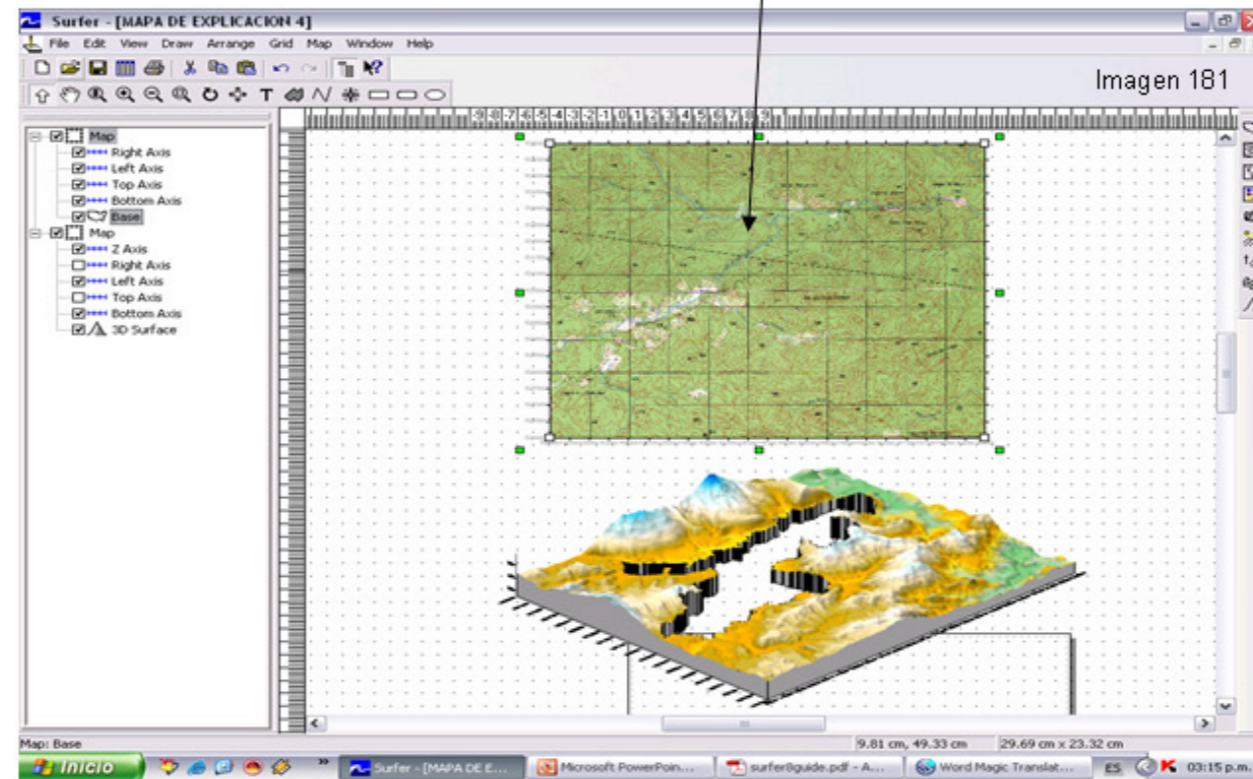 Surfer - [MAPA DE EXPLICACION 4]
File Edit View Draw Arrange Grid Map Window Help
Imagen 181
Map
Right Axis
Left Axis
Top Axis
Bottom Axis
Base
Map
Z Axis
Right Axis
Left Axis
Top Axis
Bottom Axis
3D Surface
Map: Base
9.81 cm, 49.33 cm
29.69 cm x 23.32 cm
Inicio
Surfer - [MAPA DE E...
Microsoft PowerPoin...
surfer8guide.pdf - A...
Word Magic Translat...
ES
03:15 p.m.